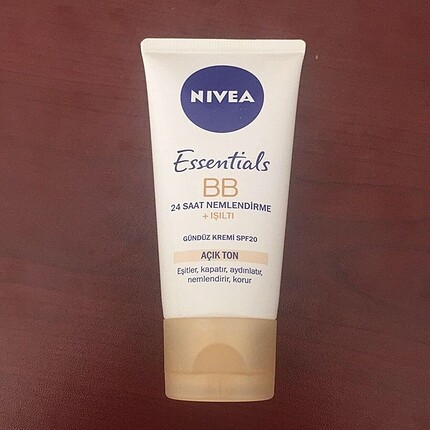 NIVEA
Essentials
BB
24 SAAT NEMLENDİRME
+ IŞILTI
GÜNDÜZ KREMİ SPF20
AÇIK TON
Eşitler, kapatır, aydınlatır,
nemlendirir, korur